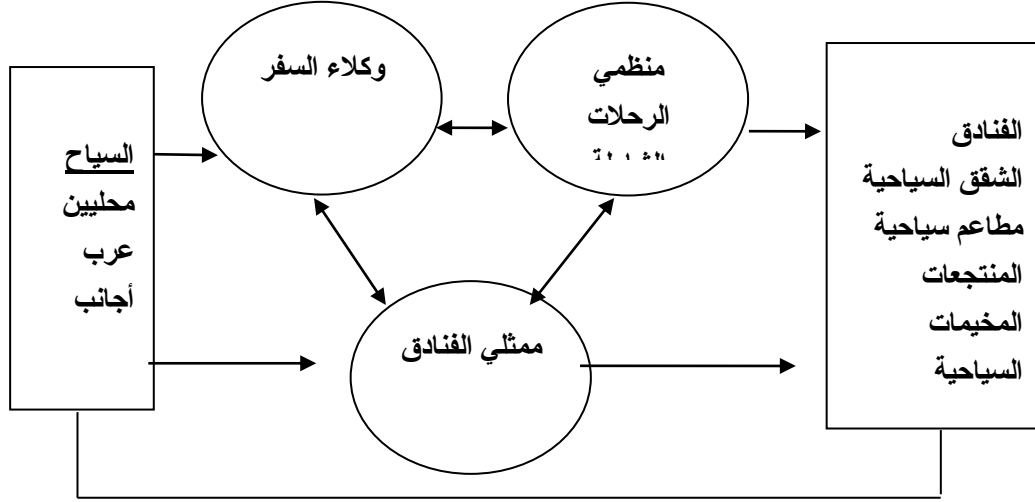 وكلاء السفر
منظمي
الرحلات
السياح
محليين
عرب
أجانب
الفنادق
الشقق السياحية
مطاعم سياحية
المنتجعات
المخيمات
السياحية
ممثلي الفنادق